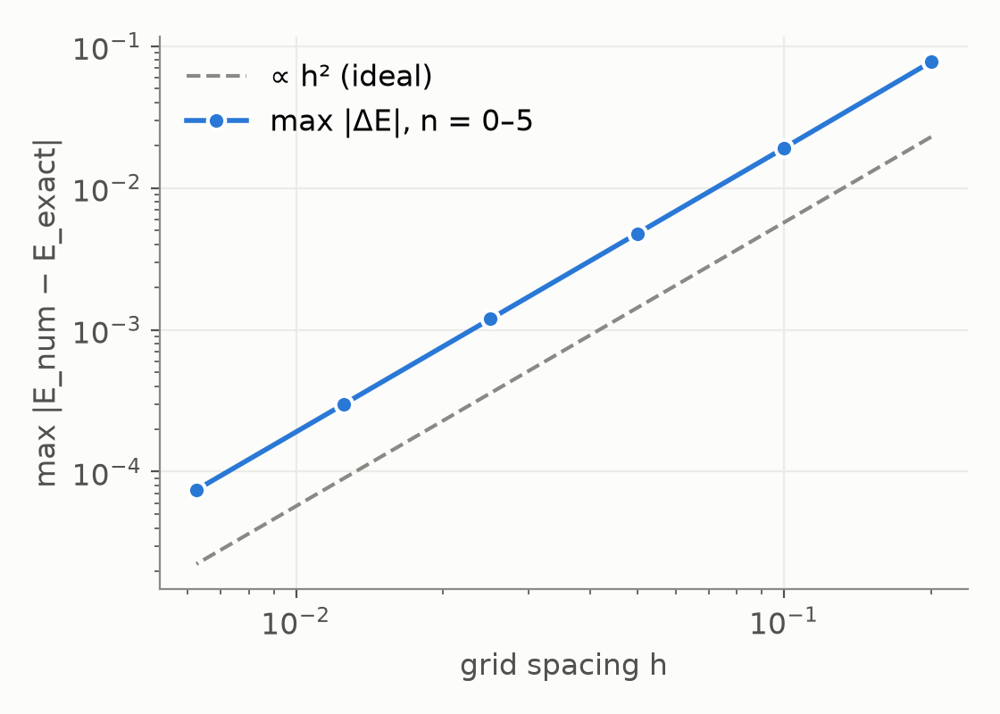 10⁻¹
10⁻²
10⁻³
10⁻⁴
max |E_num − E_exact|
∝ h² (ideal)
max |ΔE|, n = 0–5
10⁻²
10⁻¹
grid spacing h